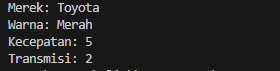 Merek: Toyota
Warna: Merah
Kecepatan: 5
Transmisi: 2